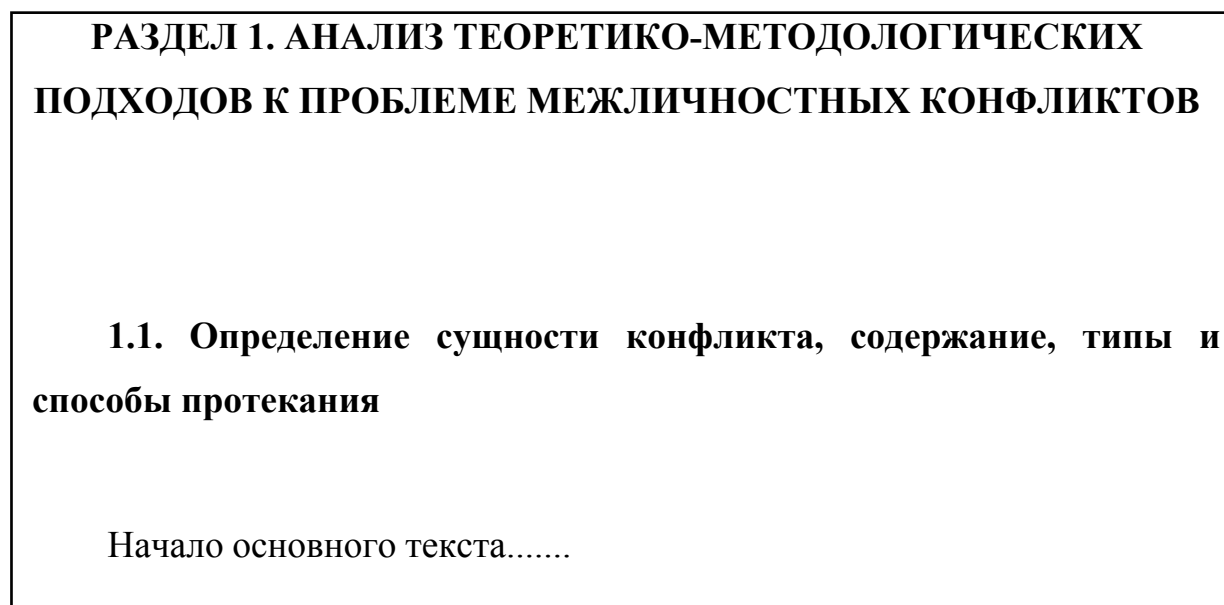 РАЗДЕЛ 1. АНАЛИЗ ТЕОРЕТИКО-МЕТОДОЛОГИЧЕСКИХ
ПОДХОДОВ К ПРОБЛЕМЕ МЕЖЛИЧНОСТНЫХ КОНФЛИКТОВ
1.1. Определение сущности конфликта, содержание, типы и
способы протекания
Начало основного текста.......